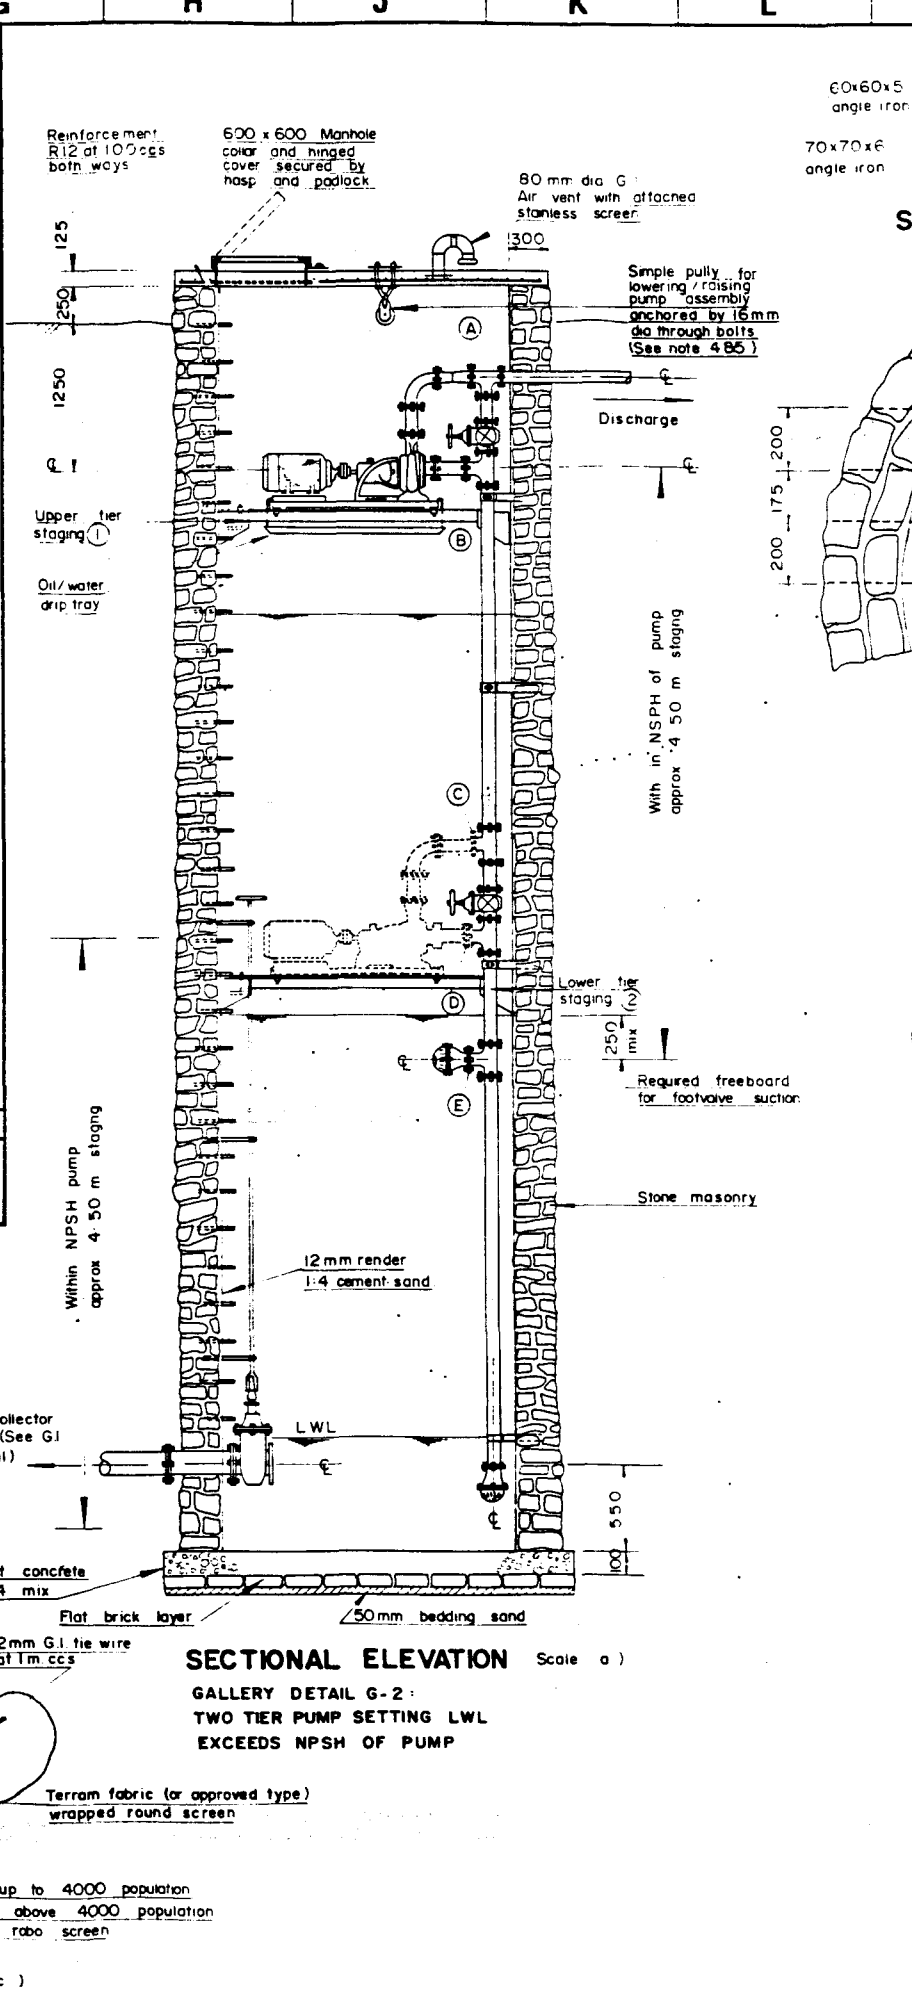 G H J K L
60x60x5
angle iron
70x70x6
angle iron
S
Reinforcement
R12 at 100ccs
both ways
600 x 600 Manhole
collar and hinged
cover secured by
hasp and padlock
80 mm dia G
Air vent with attached
stainless screen
300
125
250
1250
Simple pully for
lowering / raising
pump assembly
anchored by 16mm
dia through bolts
(See note 4 85)
A
℄
Discharge
200
175
200
℄
℄
Upper tier
staging 1
B
Oil/water
drip tray
With in NSPH of pump
approx 4 50 m stagng
C
Lower tier
staging 2
D
250
mix
℄
Required freeboard
for footvalve suction
E
Within NPSH pump
approx 4·50 m stagng
Stone masonry
12mm render
1:4 cement sand
ollector
(See G.I
LWL
℄
℄
550
100
t concrete
4 mix
Flat brick layer
50mm bedding sand
2mm G.I. tie wire
at 1m ccs
SECTIONAL ELEVATION Scale a )
GALLERY DETAIL G-2:
TWO TIER PUMP SETTING LWL
EXCEEDS NPSH OF PUMP
Terram fabric (or approved type)
wrapped round screen
up to 4000 population
above 4000 population
robo screen
c )